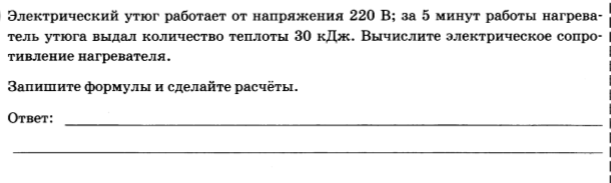 Электрический утюг работает от напряжения 220 В; за 5 минут работы нагрева-
тель утюга выдал количество теплоты 30 кДж. Вычислите электрическое сопро-
тивление нагревателя.
Запишите формулы и сделайте расчёты.
Ответ: